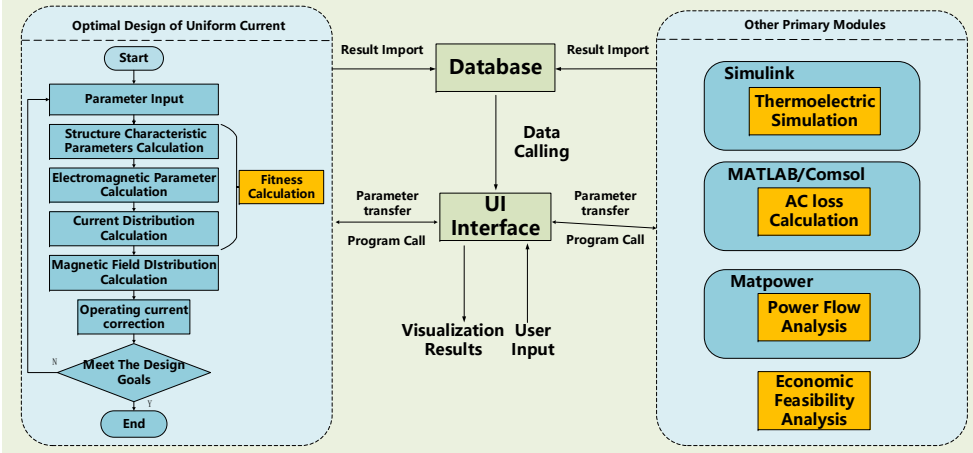 Optimal Design of Uniform Current
Start
Parameter Input
Structure Characteristic
Parameters Calculation
Electromagnetic Parameter
Calculation
Current Distribution
Calculation
Magnetic Field DIstribution
Calculation
Operating current
correction
N
Meet The Design
Goals
Y
End
Fitness
Calculation
Result Import
Database
Result Import
Data
Calling
Parameter
transfer
Program Call
UI
Interface
Parameter
transfer
Program Call
Visualization
Results
User
Input
Other Primary Modules
Simulink
Thermoelectric
Simulation
MATLAB/Comsol
AC loss
Calculation
Matpower
Power Flow
Analysis
Economic
Feasibility
Analysis